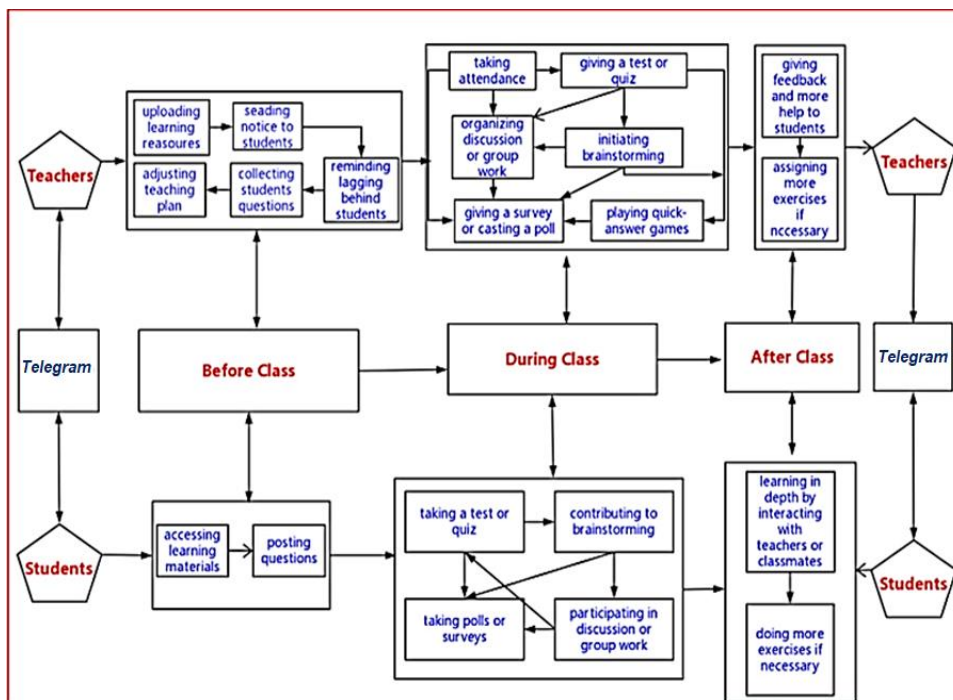 taking
attendance
giving a test or
quiz
giving
feedback
and more
help to
students
uploading
learning
reasoures
seading
notice to
students
organizing
discussion
or group
work
initiating
brainstorming
Teachers
Teachers
adjusting
teaching
plan
collecting
students
questions
reminding
lagging
behind
students
assigning
more
exercises
if
nccessary
giving a survey
or casting a poll
playing quick-
answer games
Telegram
Before Class
During Class
After Class
Telegram
taking a test or
quiz
contributing to
brainstorming
learning in
depth by
interacting
with
teachers or
classmates
accessing
learning
materials
posting
questions
Students
Students
taking polls or
surveys
participating in
discussion or
group work
doing more
exercises if
necessary